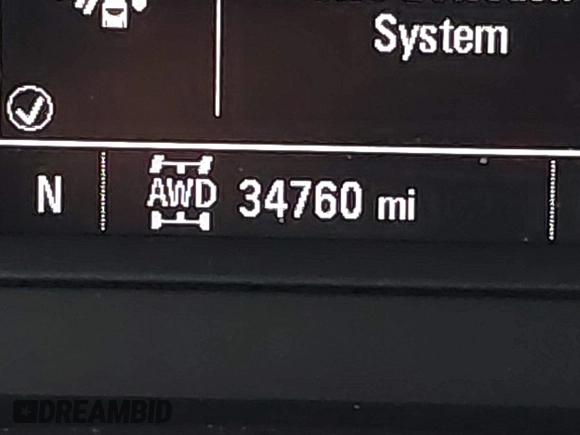 System
N
AWD
34760 mi
DREAMBID